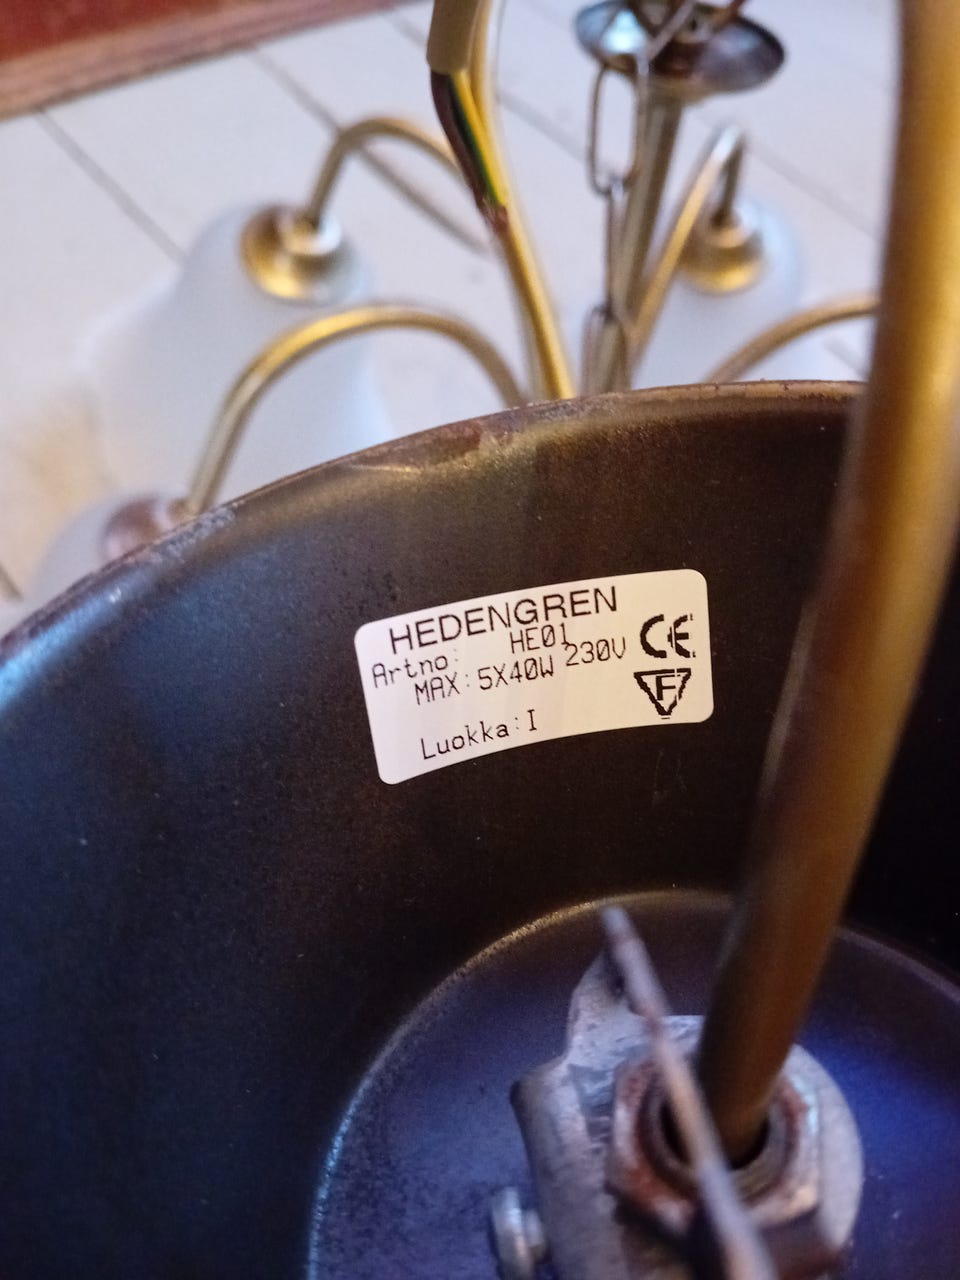 HEDENGREN
Artno: HE01
MAX: 5X40W 230V
Luokka: I
CE
F